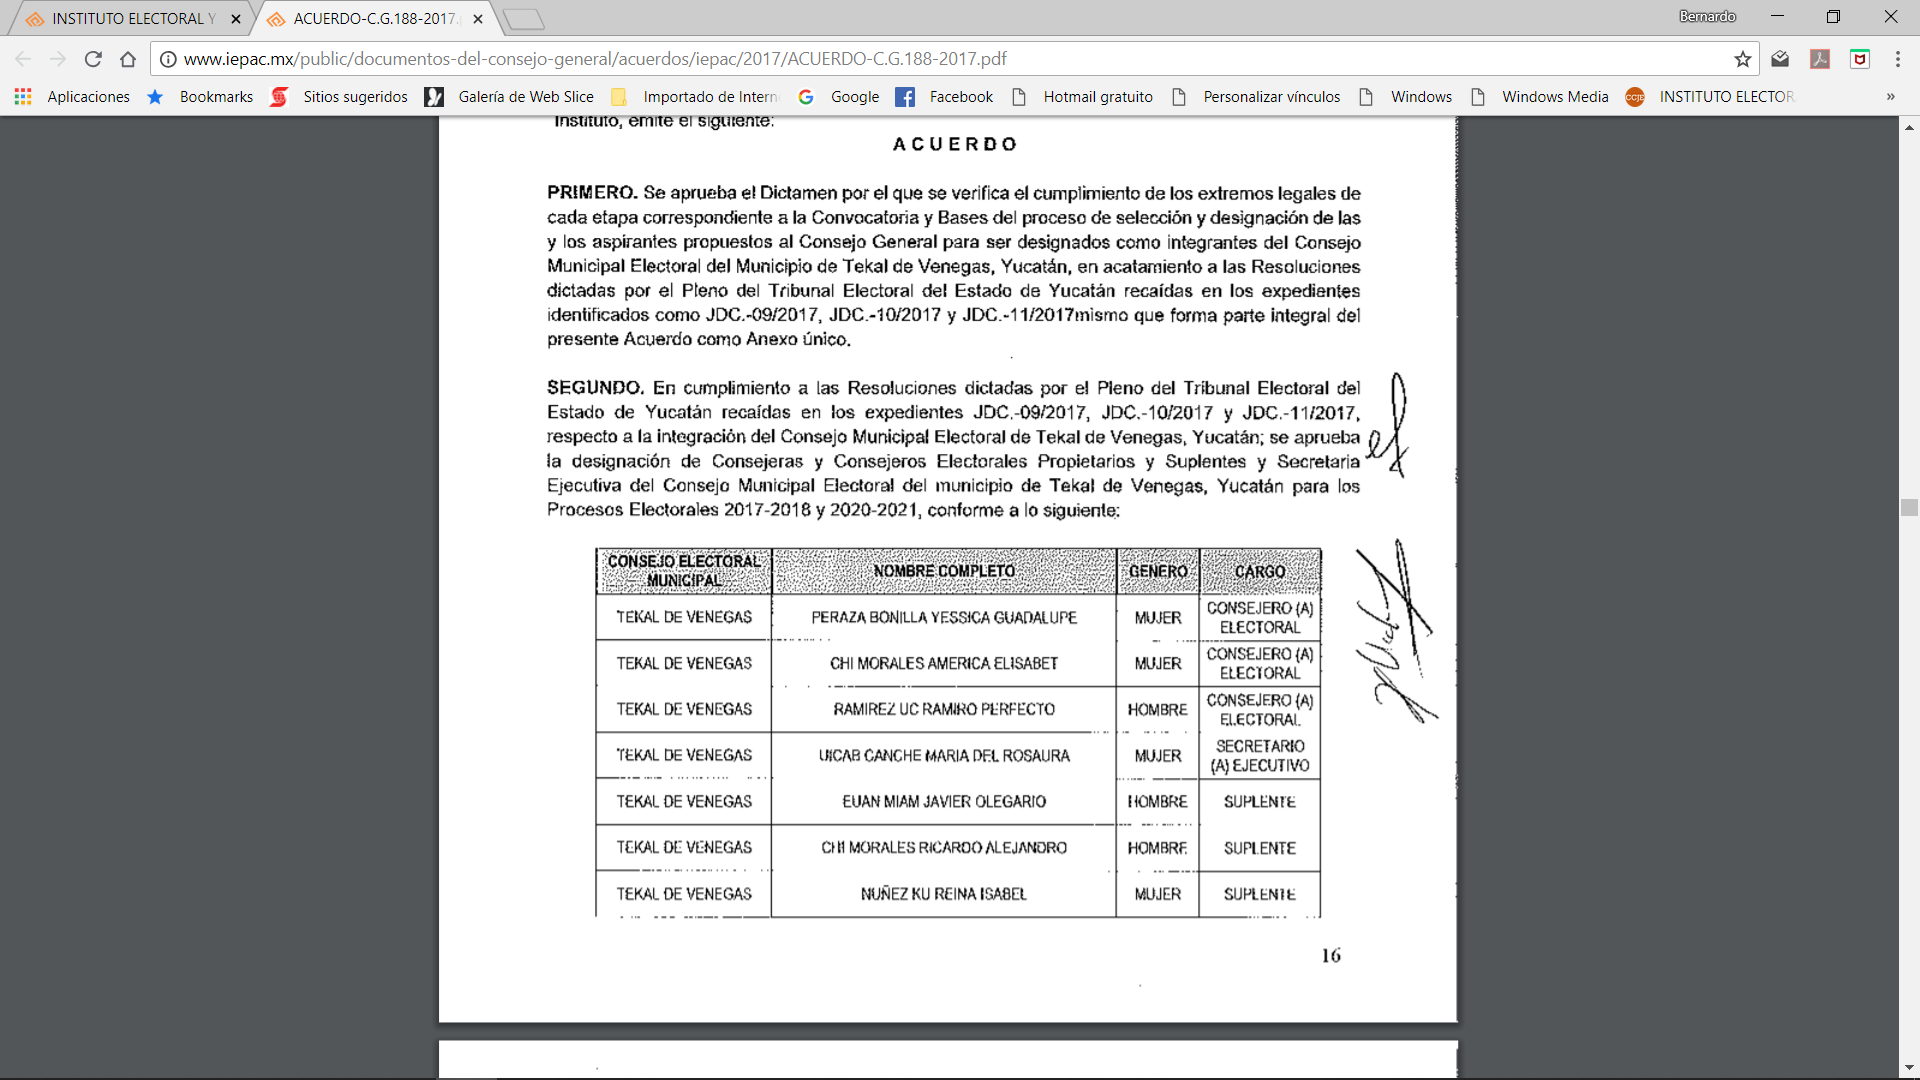 INSTITUTO ELECTORAL Y
ACUERDO-C.G.188-2017.
Bernardo
www.iepac.mx/public/documentos-del-consejo-general/acuerdos/iepac/2017/ACUERDO-C.G.188-2017.pdf
Aplicaciones Bookmarks Sitios sugeridos Galería de Web Slice Importado de Intern Google Facebook Hotmail gratuito Personalizar vínculos Windows Windows Media INSTITUTO ELECTOR »
Instituto, emite el siguiente:
A C U E R D O
PRIMERO. Se aprueba el Dictamen por el que se verifica el cumplimiento de los extremos legales de
cada etapa correspondiente a la Convocatoria y Bases del proceso de selección y designación de las
y los aspirantes propuestos al Consejo General para ser designados como integrantes del Consejo
Municipal Electoral del Municipio de Tekal de Venegas, Yucatán, en acatamiento a las Resoluciones
dictadas por el Pleno del Tribunal Electoral del Estado de Yucatán recaídas en los expedientes
identificados como JDC.-09/2017, JDC.-10/2017 y JDC.-11/2017mismo que forma parte integral del
presente Acuerdo como Anexo único.
SEGUNDO. En cumplimiento a las Resoluciones dictadas por el Pleno del Tribunal Electoral del
Estado de Yucatán recaídas en los expedientes JDC.-09/2017, JDC.-10/2017 y JDC.-11/2017,
respecto a la integración del Consejo Municipal Electoral de Tekal de Venegas, Yucatán; se aprueba
la designación de Consejeras y Consejeros Electorales Propietarios y Suplentes y Secretaria
Ejecutiva del Consejo Municipal Electoral del municipio de Tekal de Venegas, Yucatán para los
Procesos Electorales 2017-2018 y 2020-2021, conforme a lo siguiente:
CONSEJO ELECTORAL MUNICIPAL NOMBRE COMPLETO GENERO CARGO
TEKAL DE VENEGAS PERAZA BONILLA YESSICA GUADALUPE MUJER CONSEJERO (A) ELECTORAL
TEKAL DE VENEGAS CHI MORALES AMERICA ELISABET MUJER CONSEJERO (A) ELECTORAL
TEKAL DE VENEGAS RAMIREZ UC RAMIRO PERFECTO HOMBRE CONSEJERO (A) ELECTORAL
TEKAL DE VENEGAS UICAB CANCHE MARIA DEL ROSAURA MUJER SECRETARIO (A) EJECUTIVO
TEKAL DE VENEGAS EUAN MIAM JAVIER OLEGARIO HOMBRE SUPLENTE
TEKAL DE VENEGAS CHI MORALES RICARDO ALEJANDRO HOMBRE SUPLENTE
TEKAL DE VENEGAS NUÑEZ KU REINA ISABEL MUJER SUPLENTE
16